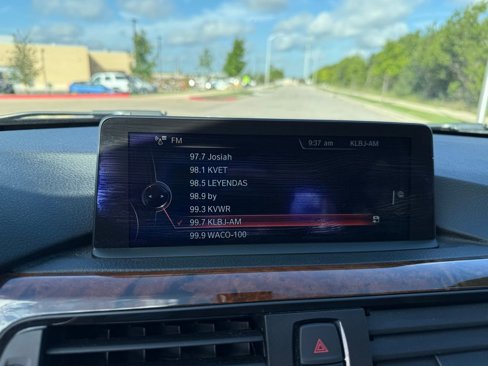 FM 9:37 am KLBJ-AM
97.7 Josiah
98.1 KVET
98.5 LEYENDAS
98.9 by
99.3 KVWR
✓ 99.7 KLBJ-AM
99.9 WACO-100